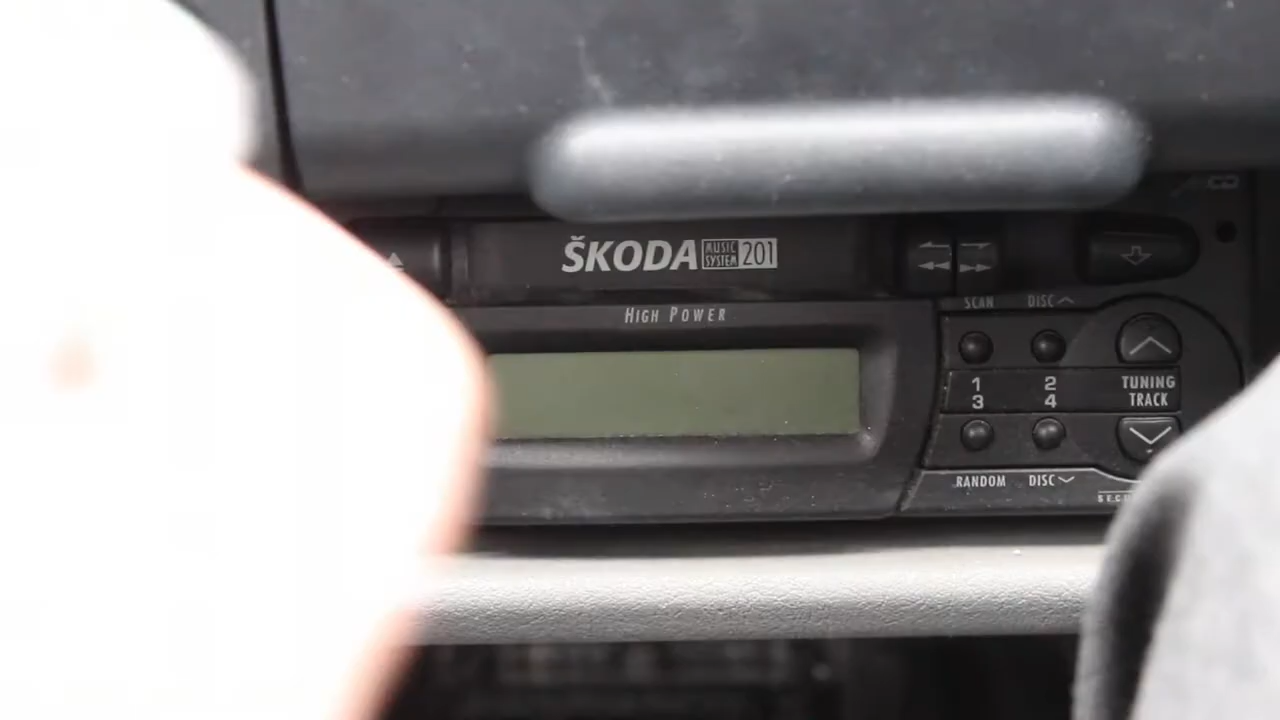 ŠKODA MUSIC SYSTEM 201
HIGH POWER
SCAN DISC
1 2
3 4
TUNING
TRACK
RANDOM DISC